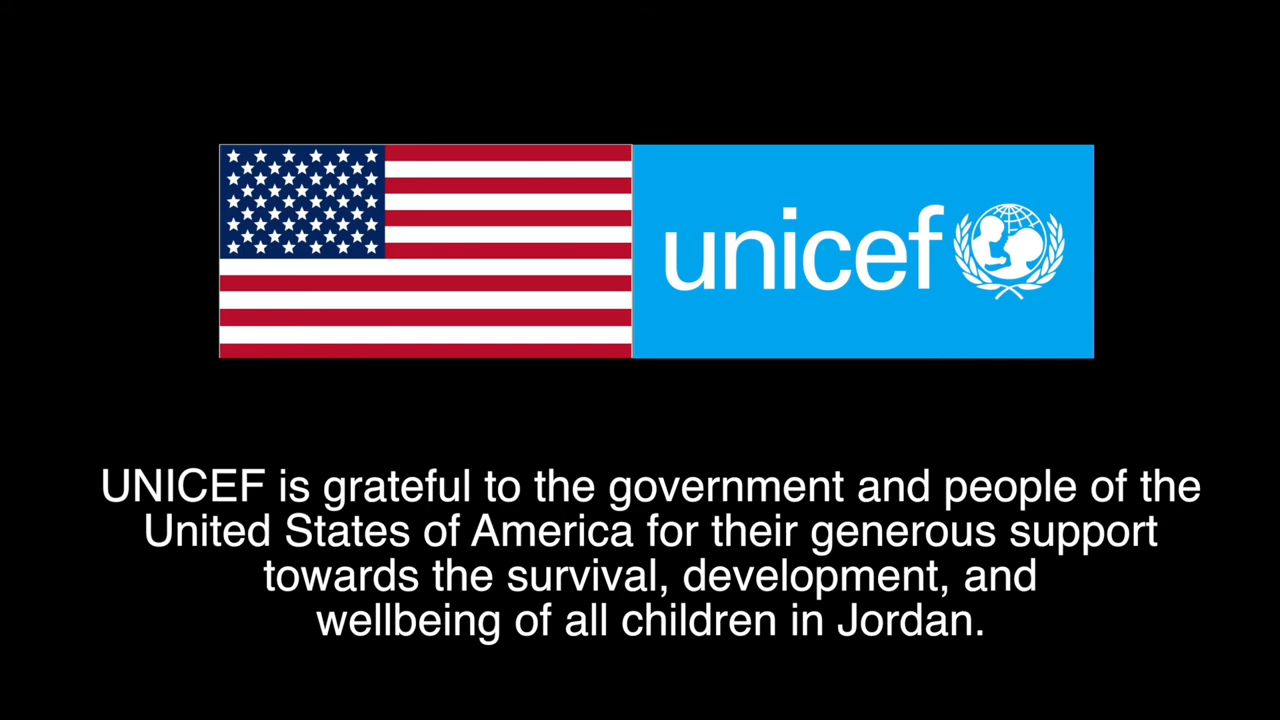 unicef
UNICEF is grateful to the government and people of the
United States of America for their generous support
towards the survival, development, and
wellbeing of all children in Jordan.